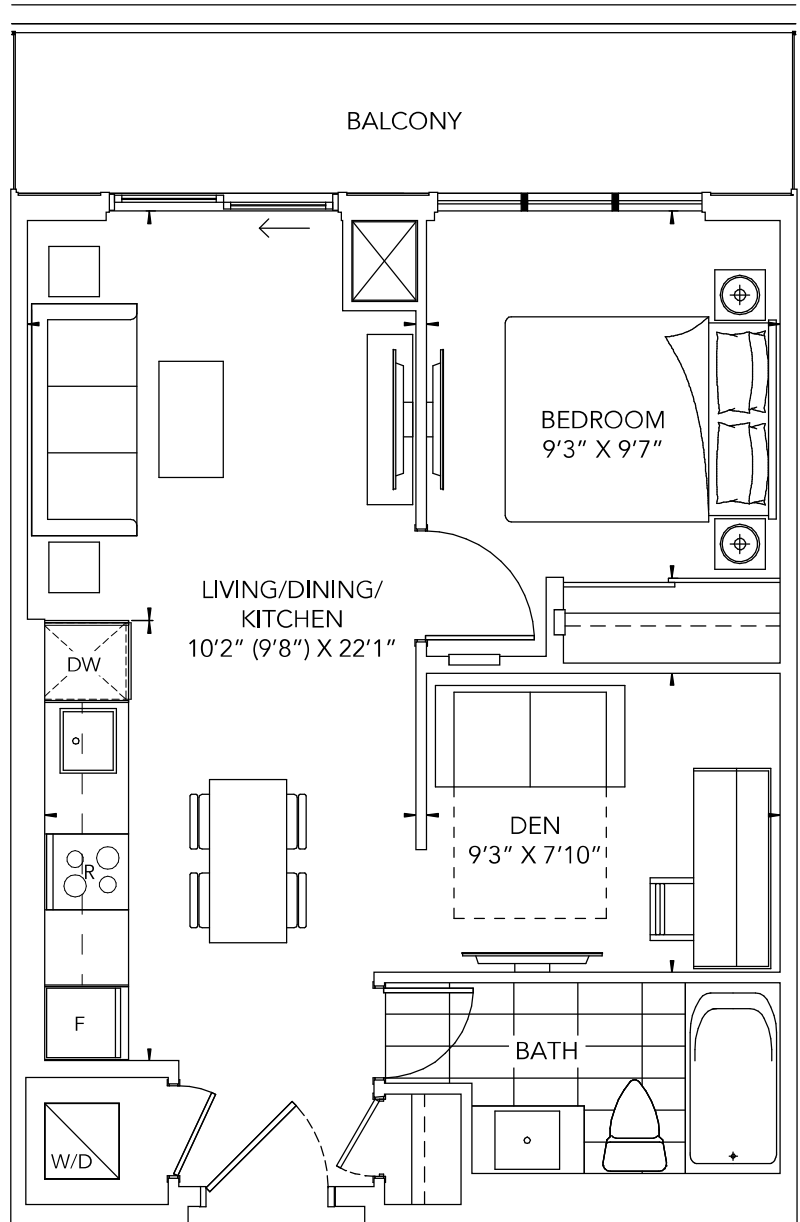 BALCONY
BEDROOM
9'3" X 9'7"
LIVING/DINING/
KITCHEN
10'2" (9'8") X 22'1"
DW
R
DEN
9'3" X 7'10"
F
BATH
W/D